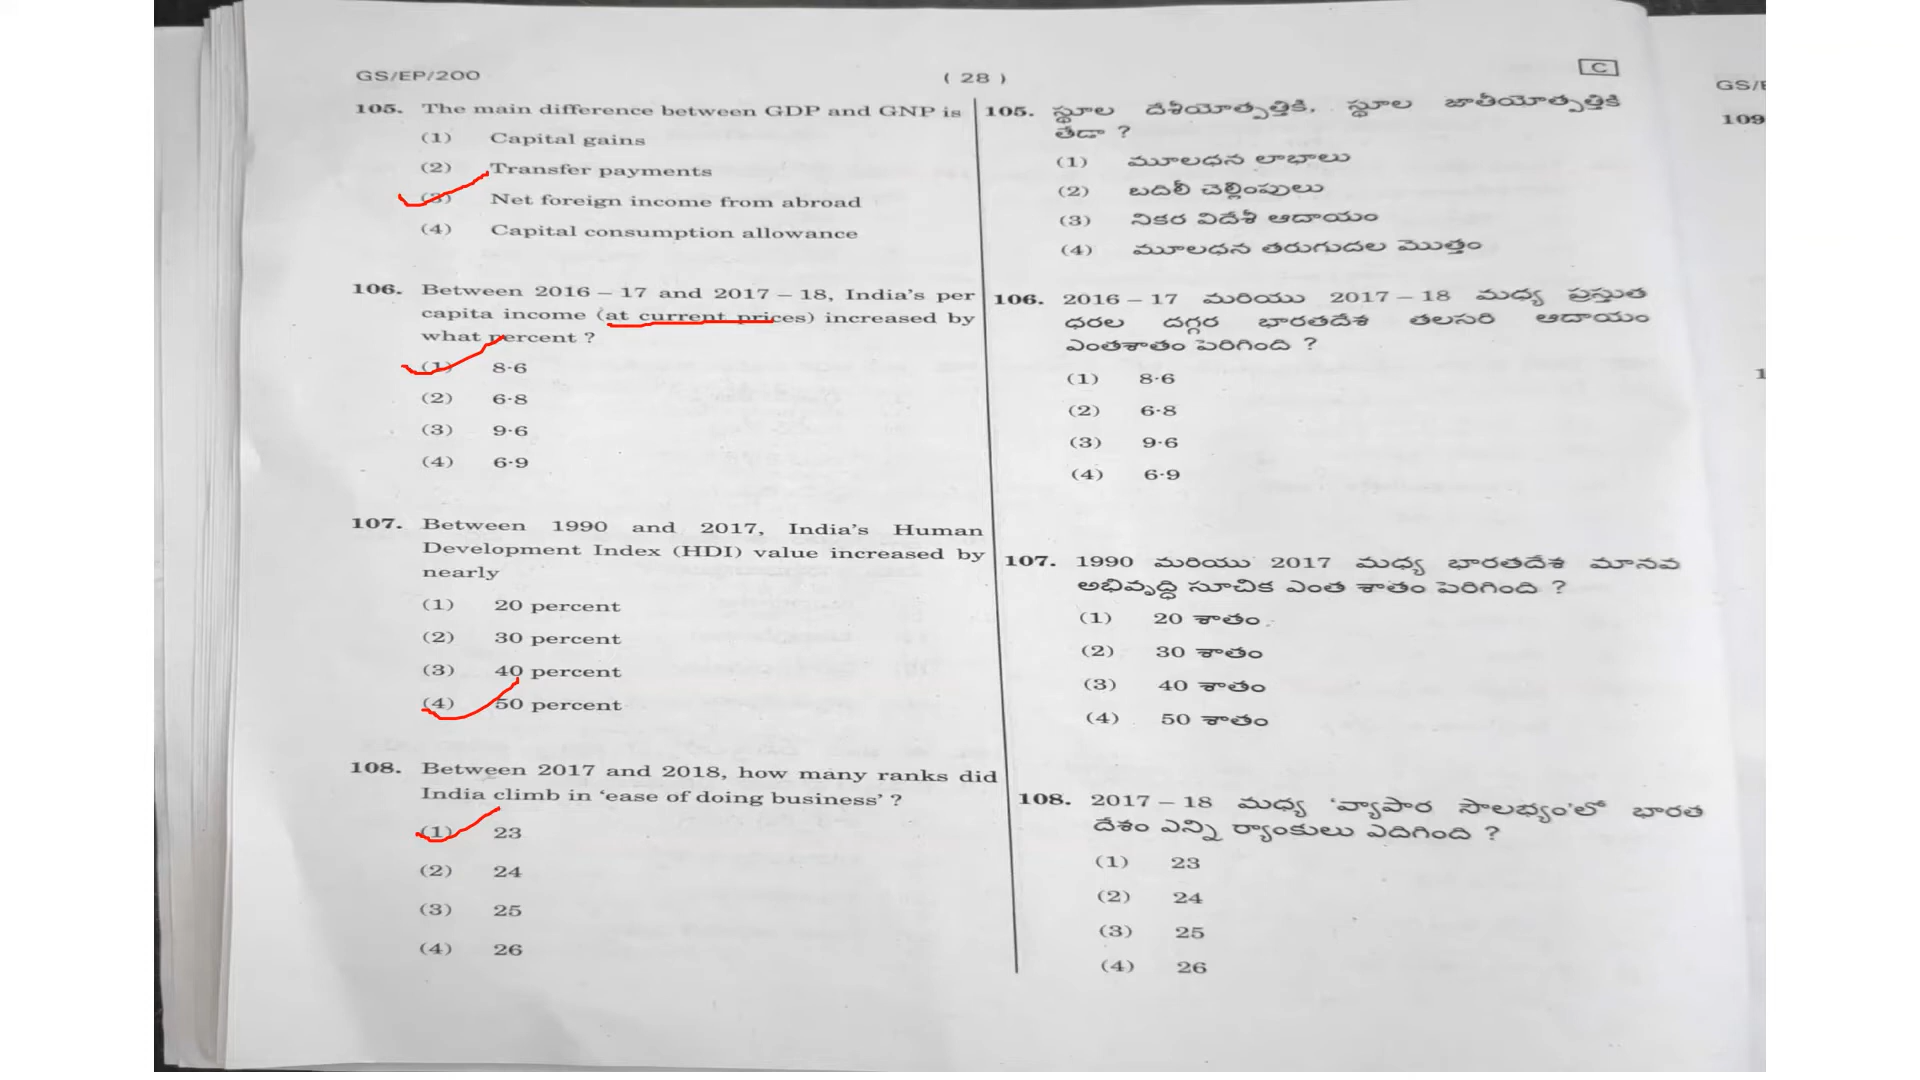 GS/EP/200
( 28 )
C
105. The main difference between GDP and GNP is
(1) Capital gains
(2) Transfer payments
(3) Net foreign income from abroad
(4) Capital consumption allowance
106. Between 2016 – 17 and 2017 – 18, India's per
capita income (at current prices) increased by
what percent ?
(1) 8·6
(2) 6·8
(3) 9·6
(4) 6·9
107. Between 1990 and 2017, India's Human
Development Index (HDI) value increased by
nearly
(1) 20 percent
(2) 30 percent
(3) 40 percent
(4) 50 percent
108. Between 2017 and 2018, how many ranks did
India climb in 'ease of doing business' ?
(1) 23
(2) 24
(3) 25
(4) 26
105. స్థూల దేశీయోత్పత్తికి, స్థూల జాతీయోత్పత్తికి
తేడా ?
(1) మూలధన లాభాలు
(2) బదిలీ చెల్లింపులు
(3) నికర విదేశీ ఆదాయం
(4) మూలధన తరుగుదల మొత్తం
106. 2016 – 17 మరియు 2017 – 18 మధ్య ప్రస్తుత
ధరల దగ్గర భారతదేశ తలసరి ఆదాయం
ఎంతశాతం పెరిగింది ?
(1) 8·6
(2) 6·8
(3) 9·6
(4) 6·9
107. 1990 మరియు 2017 మధ్య భారతదేశ మానవ
అభివృద్ధి సూచిక ఎంత శాతం పెరిగింది ?
(1) 20 శాతం
(2) 30 శాతం
(3) 40 శాతం
(4) 50 శాతం
108. 2017 – 18 మధ్య 'వ్యాపార సౌలభ్యం'లో భారత
దేశం ఎన్ని ర్యాంకులు ఎదిగింది ?
(1) 23
(2) 24
(3) 25
(4) 26
109